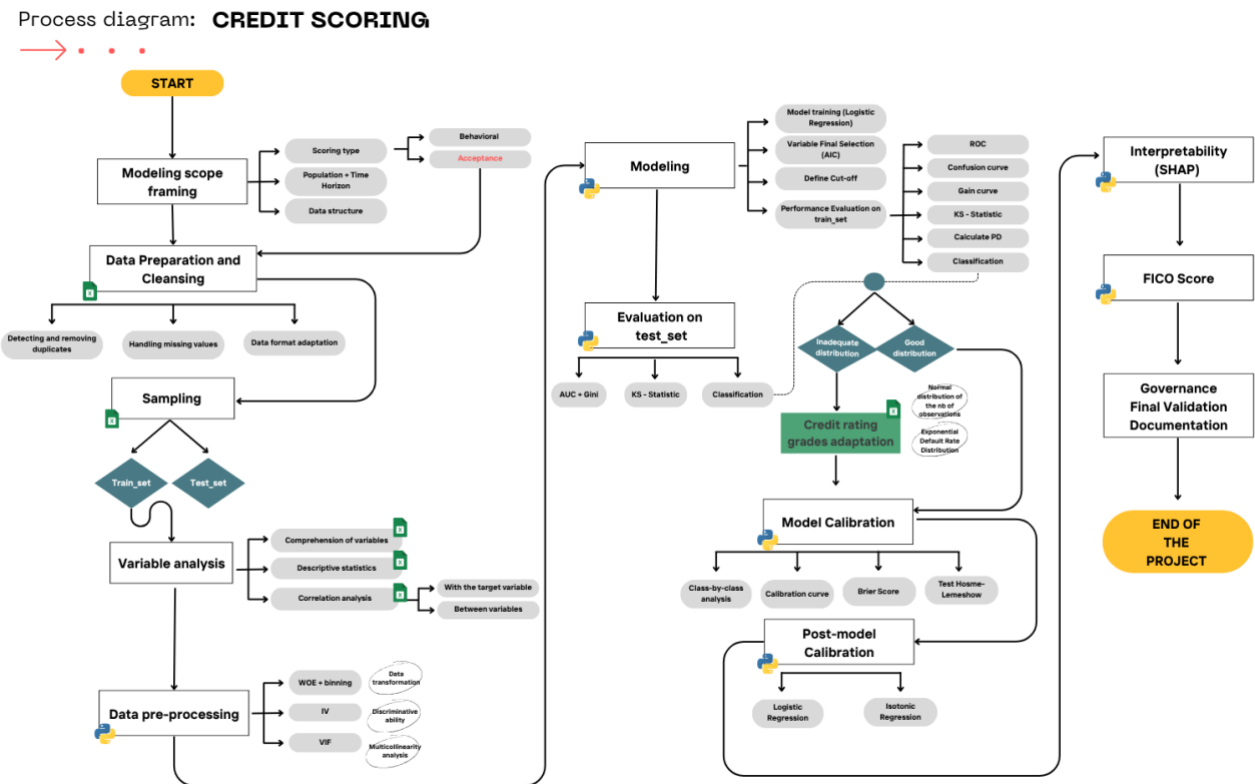 Process diagram: CREDIT SCORING
START
Modeling scope
framing
Scoring type
Population + Time
Horizon
Data structure
Behavioral
Acceptance
Data Preparation and
Cleansing
Detecting and removing
duplicates
Handling missing values
Data format adaptation
Sampling
Train_set
Test_set
Variable analysis
Comprehension of variables
Descriptive statistics
Correlation analysis
With the target variable
Between variables
Data pre-processing
WOE + binning
Data
transformation
IV
Discriminative
ability
VIF
Multicollinearity
analysis
Modeling
Model training (Logistic
Regression)
Variable Final Selection
(AIC)
Define Cut-off
Performance Evaluation on
train_set
ROC
Confusion curve
Gain curve
KS - Statistic
Calculate PD
Classification
Evaluation on
test_set
AUC + Gini
KS - Statistic
Classification
Inadequate
distribution
Good
distribution
Credit rating
grades adaptation
Normal
distribution of
the nb of
observations
Exponential
Default Rate
Distribution
Model Calibration
Class-by-class
analysis
Calibration curve
Brier Score
Test Hosme-
Lemeshow
Post-model
Calibration
Logistic
Regression
Isotonic
Regression
Interpretability
(SHAP)
FICO Score
Governance
Final Validation
Documentation
END OF
THE
PROJECT